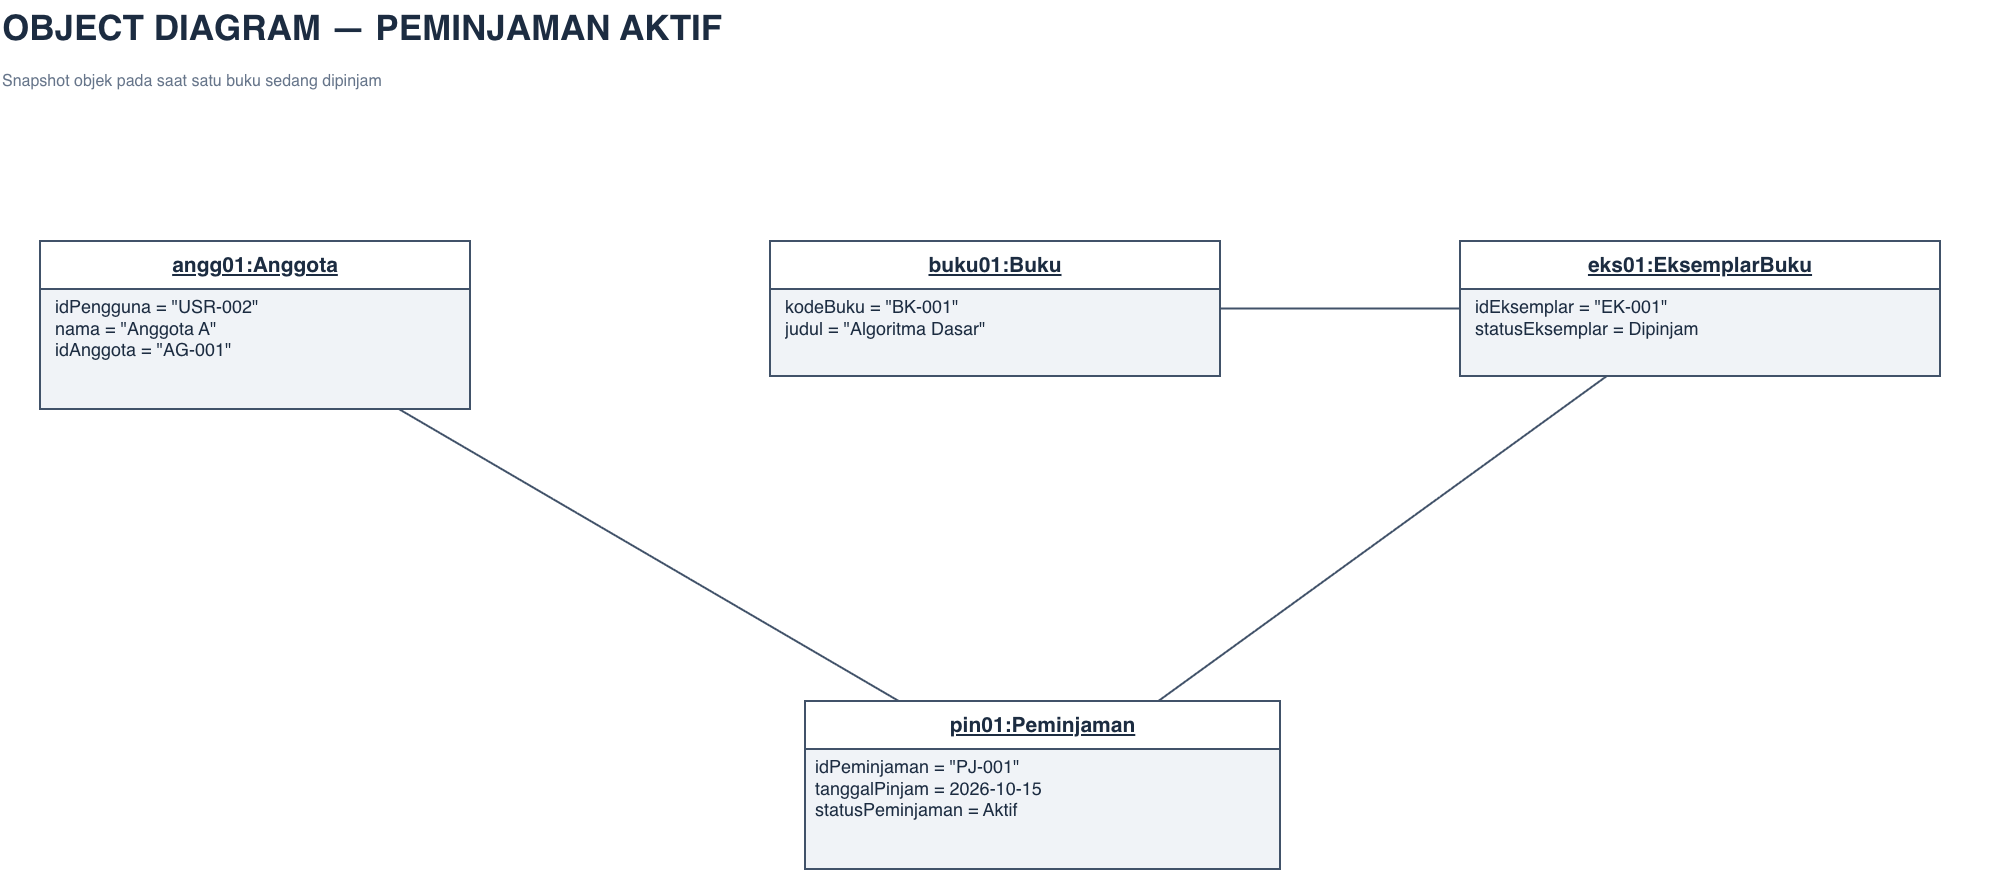 OBJECT DIAGRAM — PEMINJAMAN AKTIF
Snapshot objek pada saat satu buku sedang dipinjam
angg01:Anggota
idPengguna = "USR-002"
nama = "Anggota A"
idAnggota = "AG-001"
buku01:Buku
kodeBuku = "BK-001"
judul = "Algoritma Dasar"
eks01:EksemplarBuku
idEksemplar = "EK-001"
statusEksemplar = Dipinjam
pin01:Peminjaman
idPeminjaman = "PJ-001"
tanggalPinjam = 2026-10-15
statusPeminjaman = Aktif